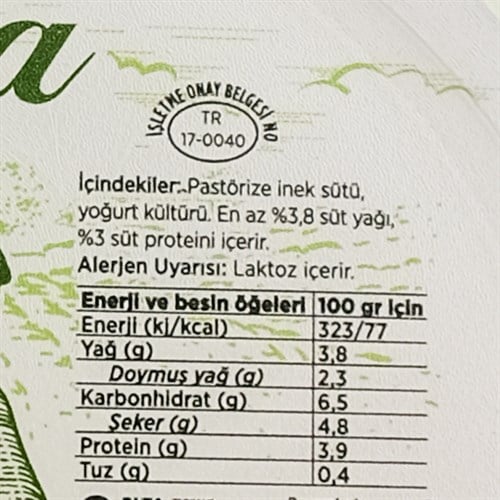 a
İŞLETME ONAY BELGESİ NO
TR
17-0040
İçindekiler: Pastörize inek sütü,
yoğurt kültürü. En az %3,8 süt yağı,
%3 süt proteini içerir.
Alerjen Uyarısı: Laktoz içerir.
Enerji ve besin öğeleri 100 gr için
Enerji (kj/kcal) 323/77
Yağ (g) 3,8
Doymuş yağ (g) 2,3
Karbonhidrat (g) 6,5
Şeker (g) 4,8
Protein (g) 3,9
Tuz (g) 0,4